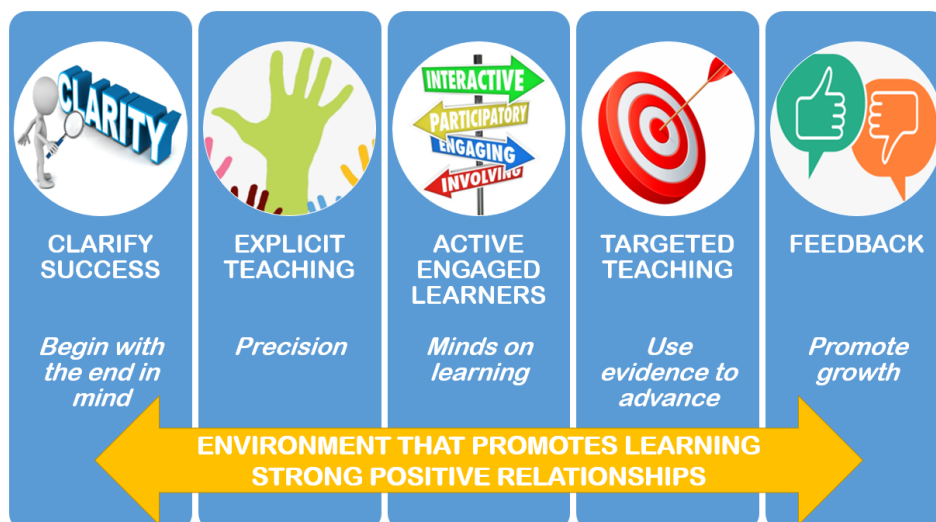 CLARITY
CLARIFY
SUCCESS
Begin with
the end in
mind
EXPLICIT
TEACHING
Precision
INTERACTIVE
PARTICIPATORY
ENGAGING
INVOLVING
ACTIVE
ENGAGED
LEARNERS
Minds on
learning
TARGETED
TEACHING
Use
evidence to
advance
FEEDBACK
Promote
growth
ENVIRONMENT THAT PROMOTES LEARNING
STRONG POSITIVE RELATIONSHIPS